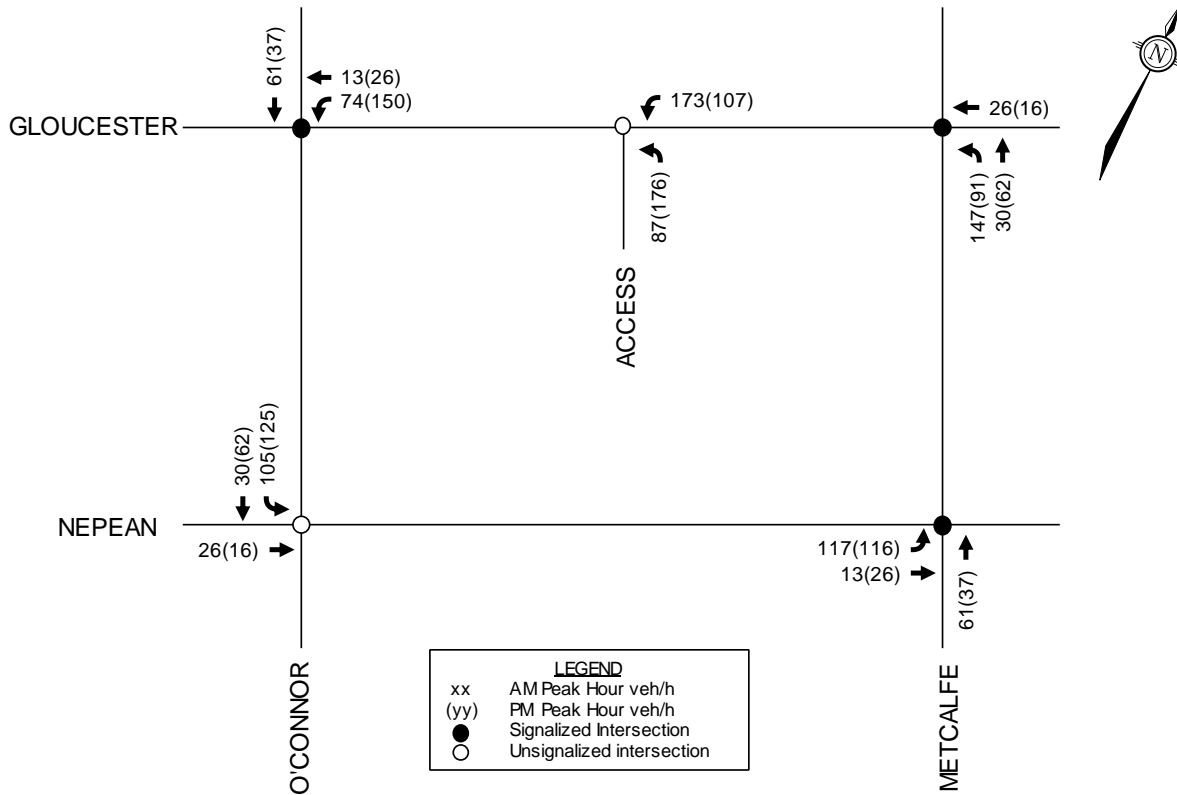 61(37)
13(26)
74(150)
GLOUCESTER
173(107)
87(176)
26(16)
147(91)
30(62)
N
ACCESS
30(62)
105(125)
NEPEAN
26(16)
117(116)
13(26)
61(37)
O'CONNOR
METCALFE
LEGEND
xx AM Peak Hour veh/h
(yy) PM Peak Hour veh/h
Signalized Intersection
Unsignalized intersection